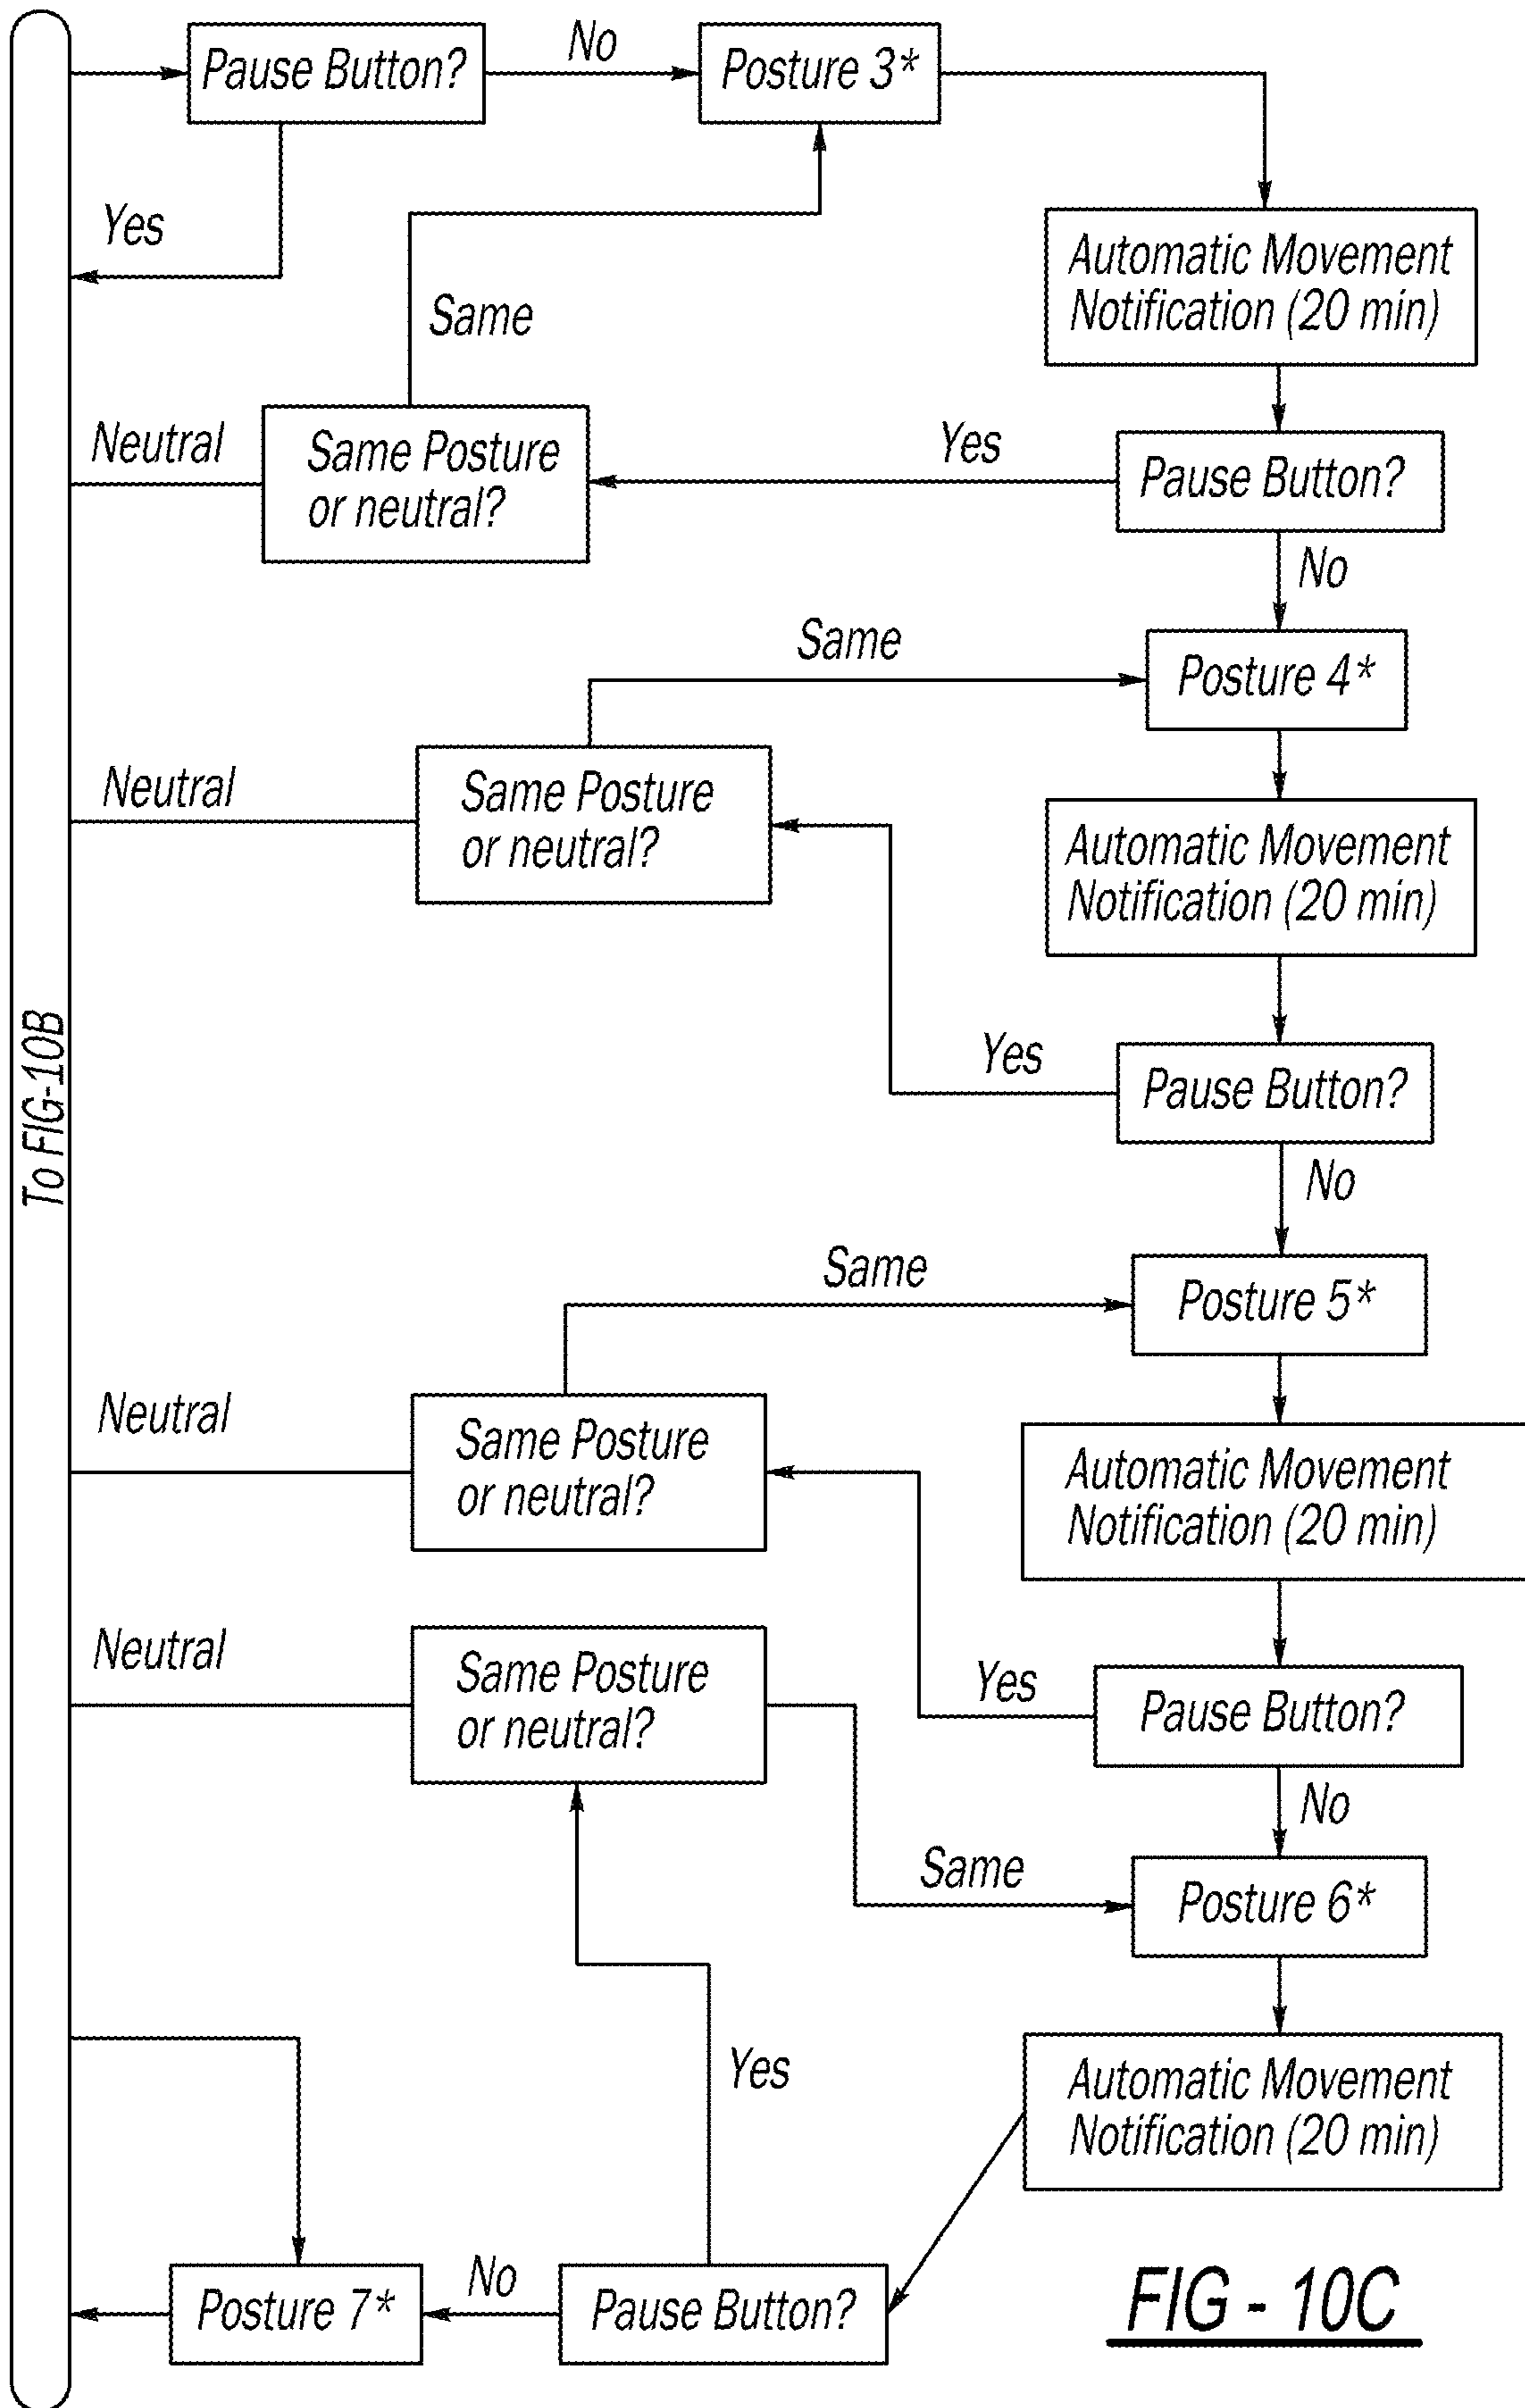 Pause Button?
No
Posture 3*
Yes
Automatic Movement
Notification (20 min)
Same
Neutral
Same Posture
or neutral?
Yes
Pause Button?
No
Same
Posture 4*
Neutral
Same Posture
or neutral?
Automatic Movement
Notification (20 min)
To FIG-10B
Yes
Pause Button?
No
Same
Posture 5*
Neutral
Same Posture
or neutral?
Automatic Movement
Notification (20 min)
Neutral
Same Posture
or neutral?
Yes
Pause Button?
No
Same
Posture 6*
Yes
Automatic Movement
Notification (20 min)
Posture 7*
No
Pause Button?
FIG - 10C